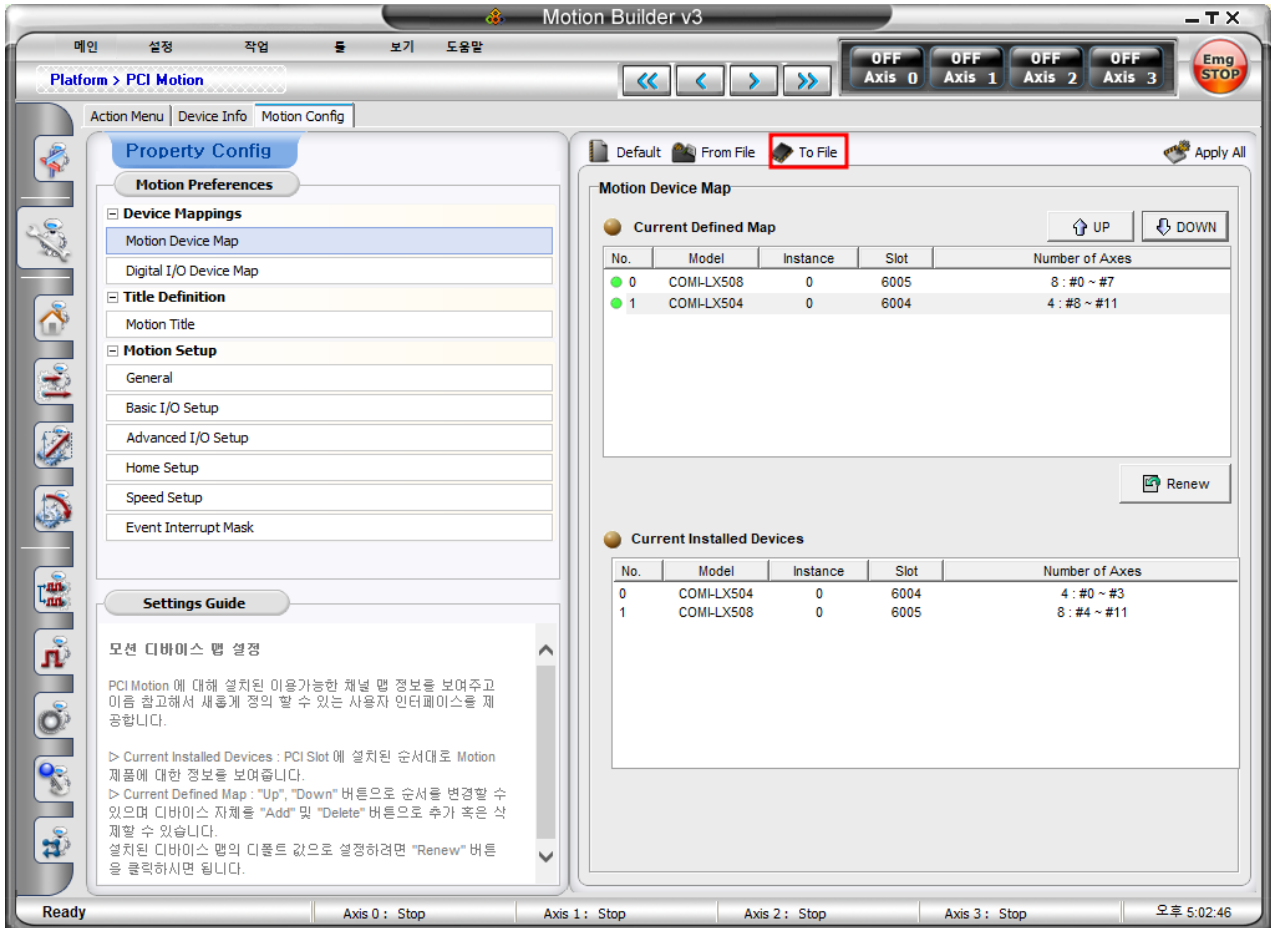 Motion Builder v3
메인 설정 작업 툴 보기 도움말
Platform > PCI Motion
OFF OFF OFF OFF
Axis 0 Axis 1 Axis 2 Axis 3
Emg STOP
Action Menu Device Info Motion Config
Property Config
Motion Preferences
Device Mappings
Motion Device Map
Digital I/O Device Map
Title Definition
Motion Title
Motion Setup
General
Basic I/O Setup
Advanced I/O Setup
Home Setup
Speed Setup
Event Interrupt Mask
Settings Guide
모션 디바이스 맵 설정
PCI Motion 에 대해 설치된 이용가능한 채널 맵 정보를 보여주고
이를 참고해서 새롭게 정의 할 수 있는 사용자 인터페이스를 제
공합니다.
▷ Current Installed Devices : PCI Slot 에 설치된 순서대로 Motion
제품에 대한 정보를 보여줍니다.
▷ Current Defined Map : "Up", "Down" 버튼으로 순서를 변경할 수
있으며 디바이스 자체를 "Add" 및 "Delete" 버튼으로 추가 혹은 삭
제할 수 있습니다.
설치된 디바이스 맵의 디폴트 값으로 설정하려면 "Renew" 버튼
을 클릭하시면 됩니다.
Default From File To File Apply All
Motion Device Map
Current Defined Map UP DOWN
No. Model Instance Slot Number of Axes
0 COMI-LX508 0 6005 8 : #0 ~ #7
1 COMI-LX504 0 6004 4 : #8 ~ #11
Renew
Current Installed Devices
No. Model Instance Slot Number of Axes
0 COMI-LX504 0 6004 4 : #0 ~ #3
1 COMI-LX508 0 6005 8 : #4 ~ #11
Ready Axis 0 : Stop Axis 1 : Stop Axis 2 : Stop Axis 3 : Stop 오후 5:02:46